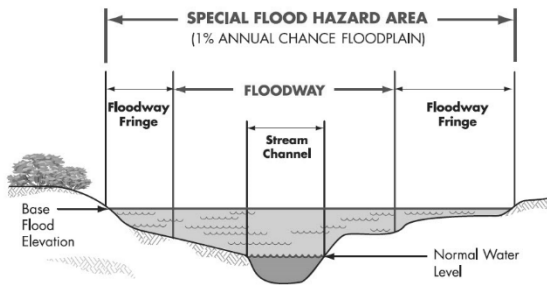 SPECIAL FLOOD HAZARD AREA
(1% ANNUAL CHANCE FLOODPLAIN)
Floodway
Fringe
FLOODWAY
Floodway
Fringe
Stream
Channel
Base
Flood
Elevation
Normal Water
Level